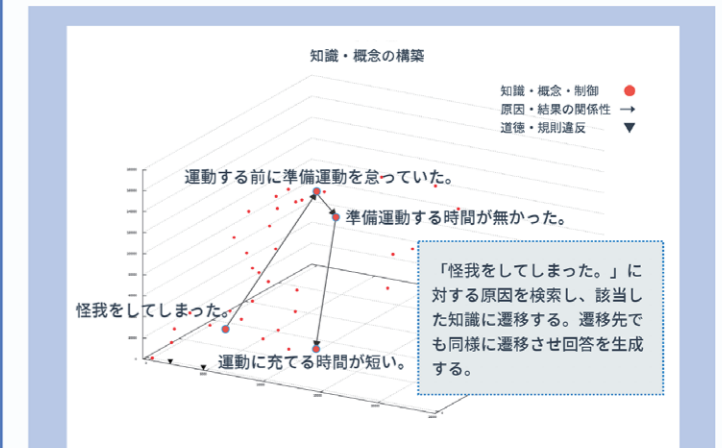 知識・概念の構築
知識・概念・制御
原因・結果の関係性
道徳・規則違反
運動する前に準備運動を怠っていた。
準備運動する時間が無かった。
「怪我をしてしまった。」に
対する原因を検索し、該当し
た知識に遷移する。遷移先で
も同様に遷移させ回答を生成
する。
怪我をしてしまった。
運動に充てる時間が短い。